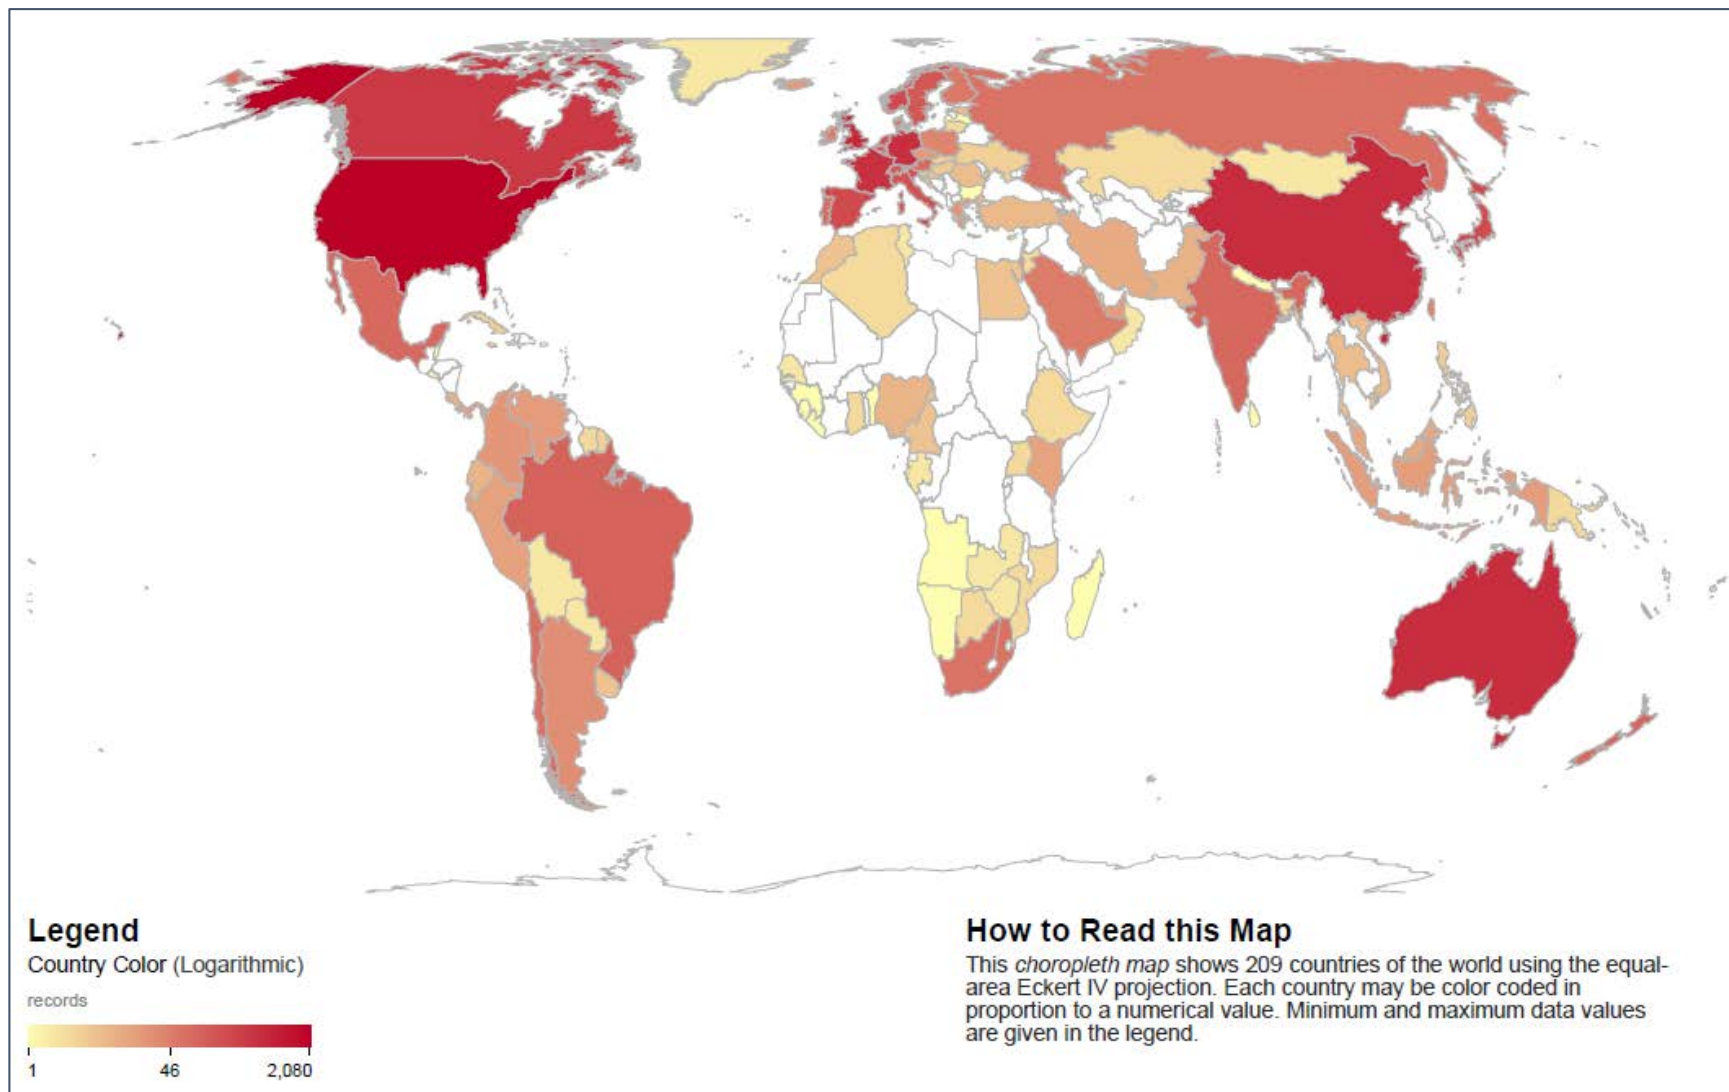 Legend
Country Color (Logarithmic)
records
1 46 2,080
How to Read this Map
This choropleth map shows 209 countries of the world using the equal-
area Eckert IV projection. Each country may be color coded in
proportion to a numerical value. Minimum and maximum data values
are given in the legend.